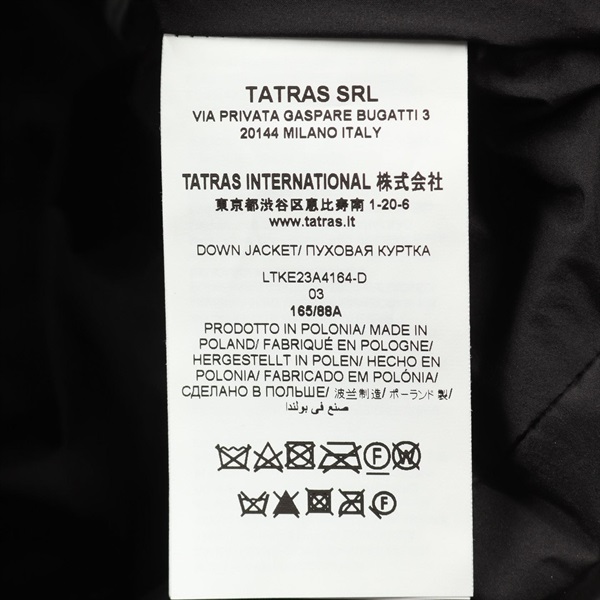 TATRAS SRL
VIA PRIVATA GASPARE BUGATTI 3
20144 MILANO ITALY
TATRAS INTERNATIONAL 株式会社
東京都渋谷区恵比寿南 1-20-6
www.tatras.it
DOWN JACKET/ ПУХОВАЯ КУРТКА
LTKE23A4164-D
03
165/88A
PRODOTTO IN POLONIA/ MADE IN
POLAND/ FABRIQUÉ EN POLOGNE/
HERGESTELLT IN POLEN/ HECHO EN
POLONIA/ FABRICADO EM POLÓNIA/
СДЕЛАНО В ПОЛЬШЕ/ 波兰制造/ ポーランド製/
صنع في بولندا
F W
F